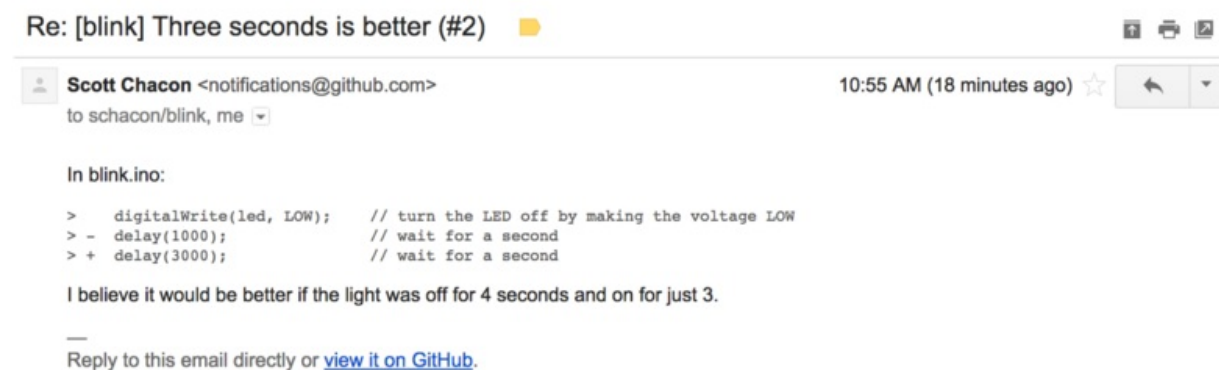 Re: [blink] Three seconds is better (#2)
Scott Chacon <notifications@github.com>
10:55 AM (18 minutes ago)
to schacon/blink, me
In blink.ino:
>    digitalWrite(led, LOW);    // turn the LED off by making the voltage LOW
> -  delay(1000);               // wait for a second
> +  delay(3000);               // wait for a second
I believe it would be better if the light was off for 4 seconds and on for just 3.
—
Reply to this email directly or view it on GitHub.